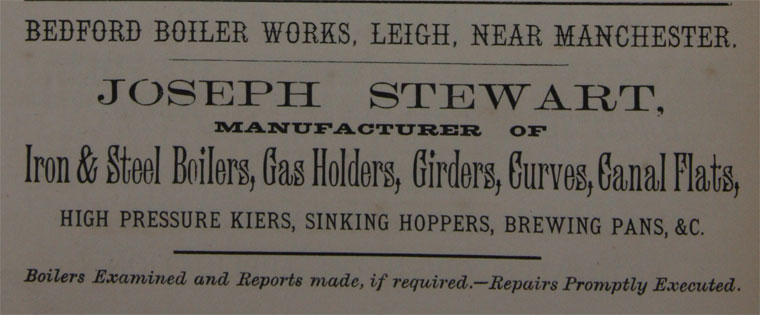 BEDFORD BOILER WORKS, LEIGH, NEAR MANCHESTER.
JOSEPH STEWART,
MANUFACTURER OF
Iron & Steel Boilers, Gas Holders, Girders, Curves, Canal Flats,
HIGH PRESSURE KIERS, SINKING HOPPERS, BREWING PANS, &C.
Boilers Examined and Reports made, if required.—Repairs Promptly Executed.